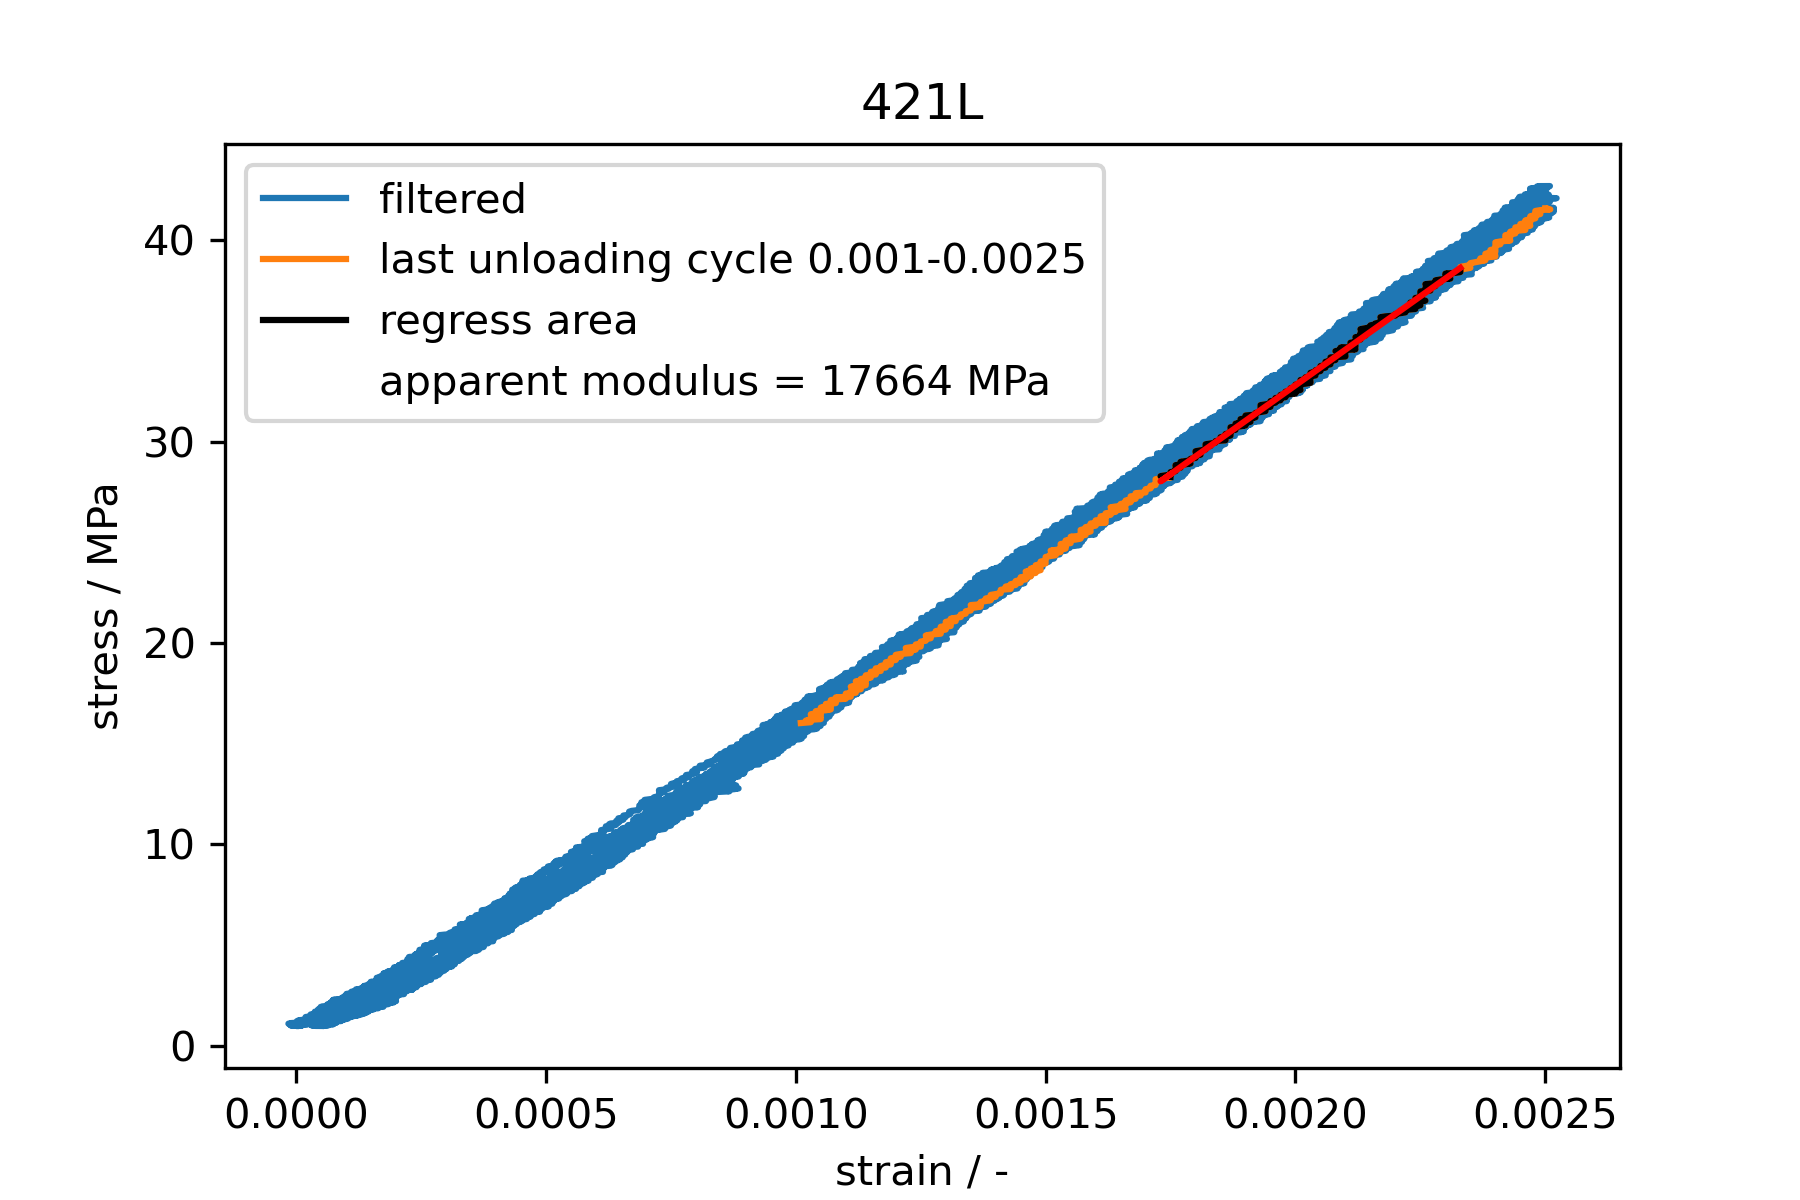 421L
filtered
last unloading cycle 0.001-0.0025
regress area
apparent modulus = 17664 MPa
stress / MPa
40
30
20
10
0
0.0000 0.0005 0.0010 0.0015 0.0020 0.0025
strain / -